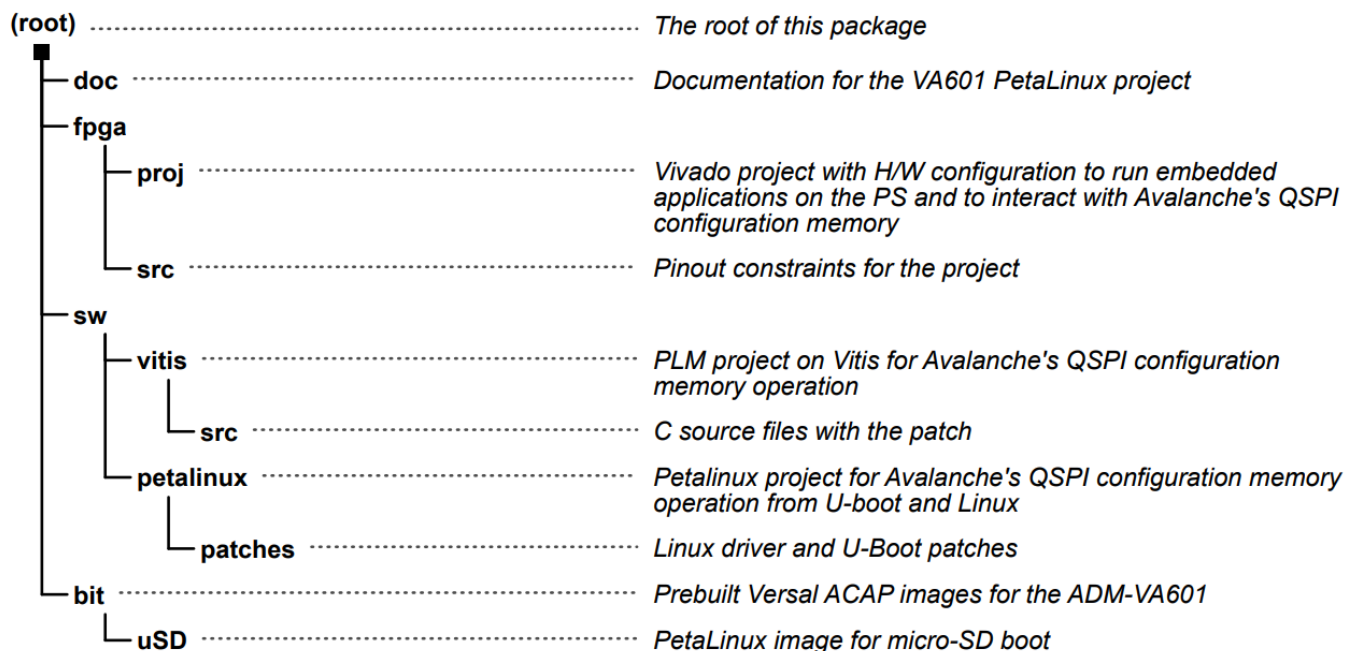 (root) The root of this package
doc Documentation for the VA601 PetaLinux project
fpga
proj Vivado project with H/W configuration to run embedded
applications on the PS and to interact with Avalanche's QSPI
configuration memory
src Pinout constraints for the project
sw
vitis PLM project on Vitis for Avalanche's QSPI configuration
memory operation
src C source files with the patch
petalinux Petalinux project for Avalanche's QSPI configuration memory
operation from U-boot and Linux
patches Linux driver and U-Boot patches
bit Prebuilt Versal ACAP images for the ADM-VA601
uSD PetaLinux image for micro-SD boot